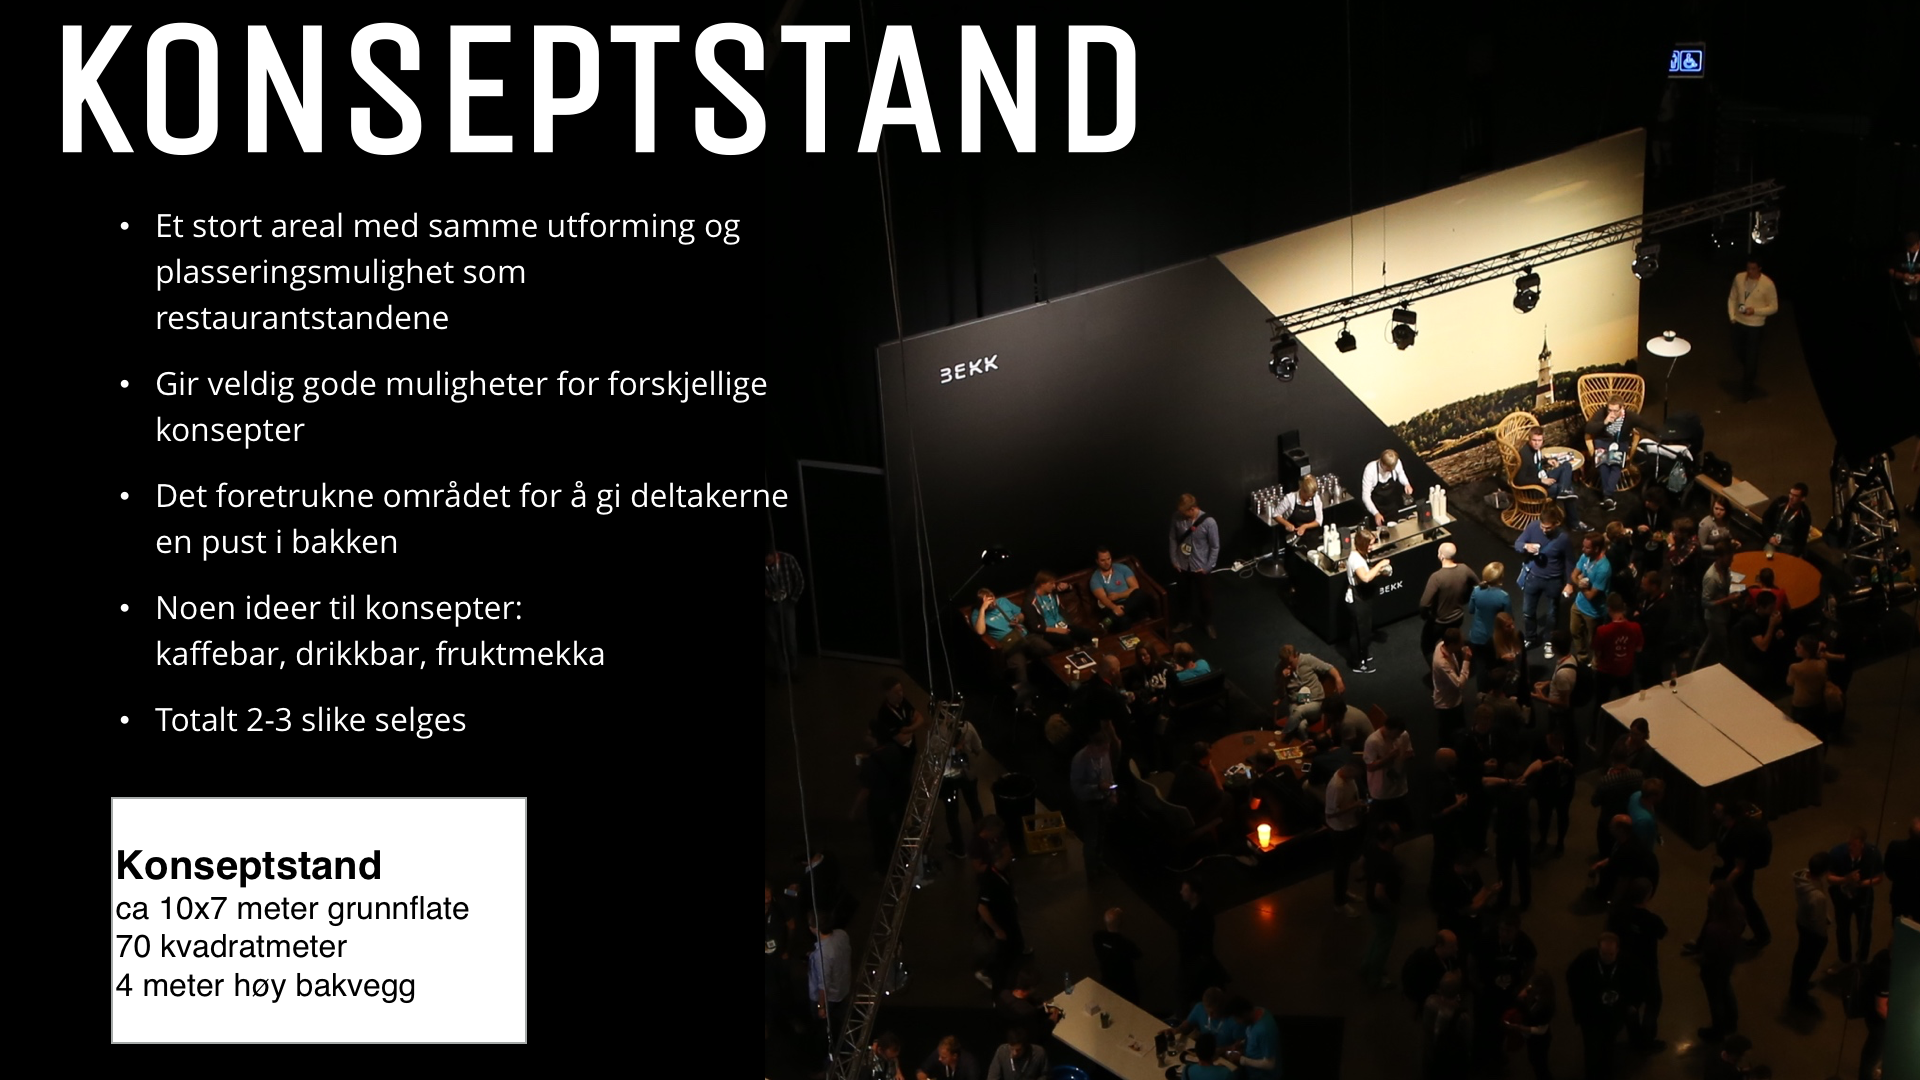 KONSEPTSTAND
• Et stort areal med samme utforming og
plasseringsmulighet som
restaurantstandene
• Gir veldig gode muligheter for forskjellige
konsepter
• Det foretrukne området for å gi deltakerne
en pust i bakken
• Noen ideer til konsepter:
kaffebar, drikkbar, fruktmekka
• Totalt 2-3 slike selges
Konseptstand
ca 10x7 meter grunnflate
70 kvadratmeter
4 meter høy bakvegg
BEKK
BEKK